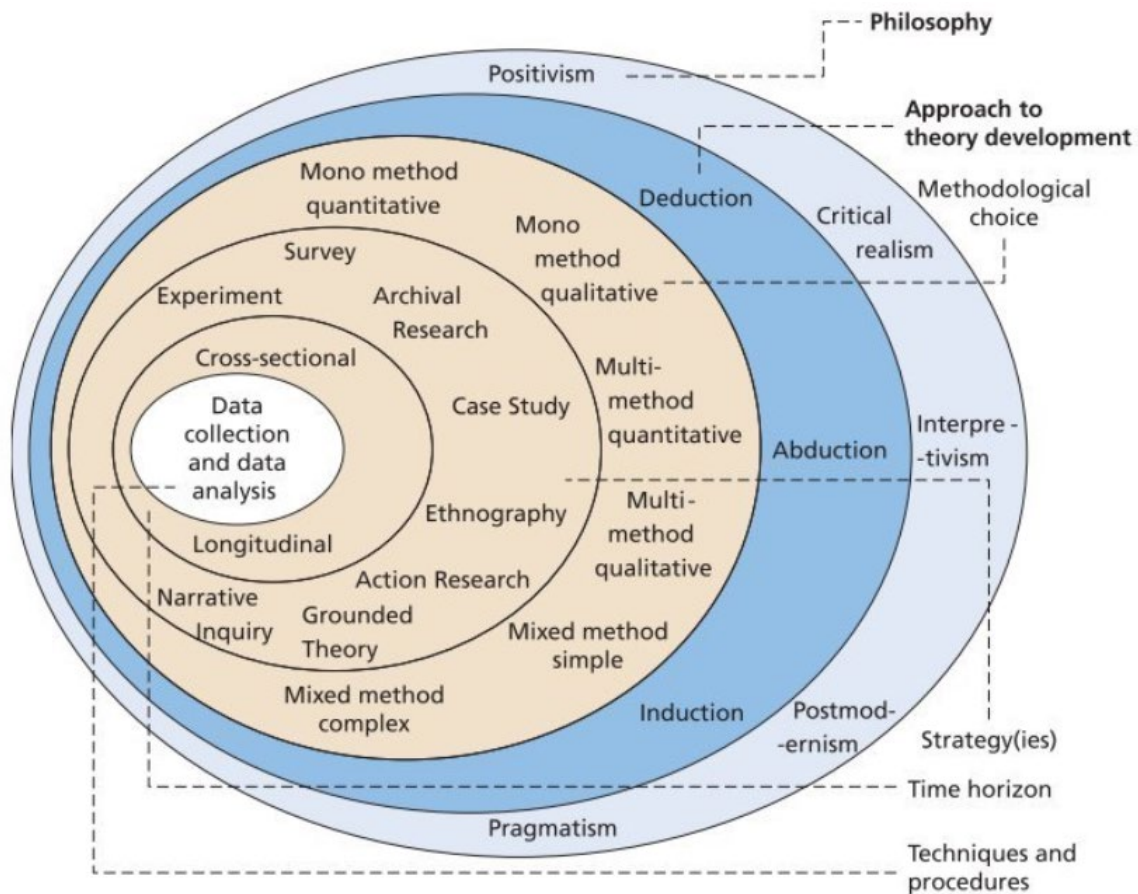 Philosophy
Positivism
Approach to
theory development
Mono method
quantitative
Deduction
Methodological
choice
Critical
realism
Mono
method
qualitative
Survey
Experiment
Archival
Research
Cross-sectional
Data
collection
and data
analysis
Case Study
Multi-
method
quantitative
Abduction
Interpre -
-tivism
Ethnography
Multi-
method
qualitative
Longitudinal
Action Research
Narrative
Inquiry
Grounded
Theory
Mixed method
simple
Mixed method
complex
Induction
Postmod-
-ernism
Strategy(ies)
Time horizon
Pragmatism
Techniques and
procedures